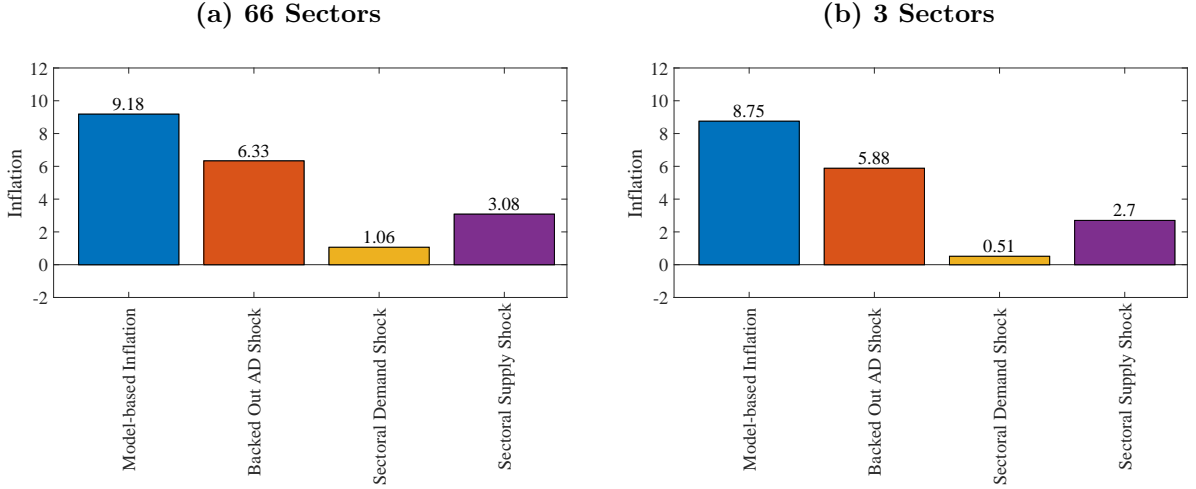 (a) 66 Sectors
12
10
8
6
4
2
0
-2
Inflation
9.18
6.33
1.06
3.08
Model-based Inflation
Backed Out AD Shock
Sectoral Demand Shock
Sectoral Supply Shock
(b) 3 Sectors
12
10
8
6
4
2
0
-2
Inflation
8.75
5.88
0.51
2.7
Model-based Inflation
Backed Out AD Shock
Sectoral Demand Shock
Sectoral Supply Shock